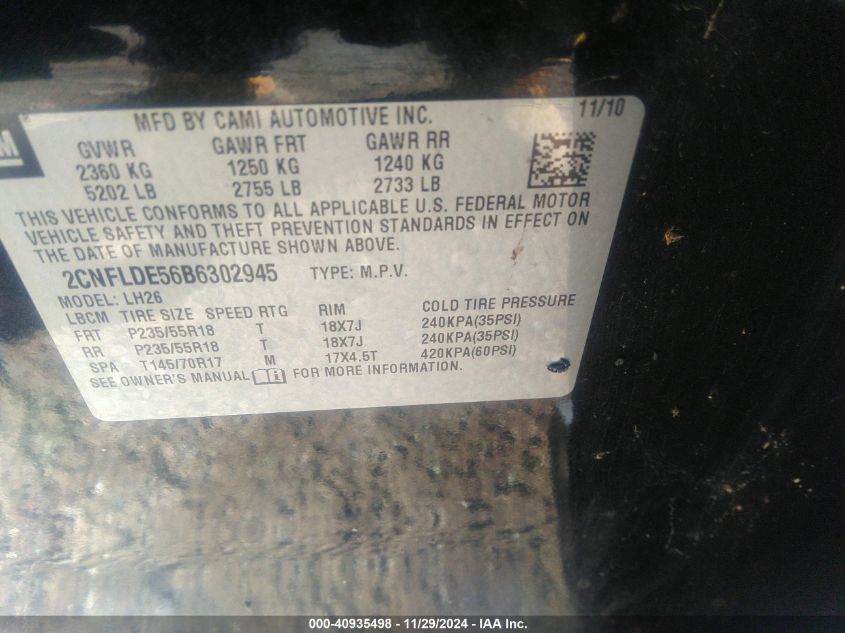 M
MFD BY CAMI AUTOMOTIVE INC. 11/10
GVWR GAWR FRT GAWR RR
2360 KG 1250 KG 1240 KG
5202 LB 2755 LB 2733 LB
THIS VEHICLE CONFORMS TO ALL APPLICABLE U.S. FEDERAL MOTOR
VEHICLE SAFETY AND THEFT PREVENTION STANDARDS IN EFFECT ON
THE DATE OF MANUFACTURE SHOWN ABOVE.
2CNFLDE56B6302945 TYPE: M.P.V.
MODEL: LH26
LBCM TIRE SIZE SPEED RTG RIM COLD TIRE PRESSURE
FRT P235/55R18 T 18X7J 240KPA(35PSI)
RR P235/55R18 T 18X7J 240KPA(35PSI)
SPA T145/70R17 M 17X4.5T 420KPA(60PSI)
SEE OWNER'S MANUAL FOR MORE INFORMATION.
000-40935498 - 11/29/2024 - IAA Inc.